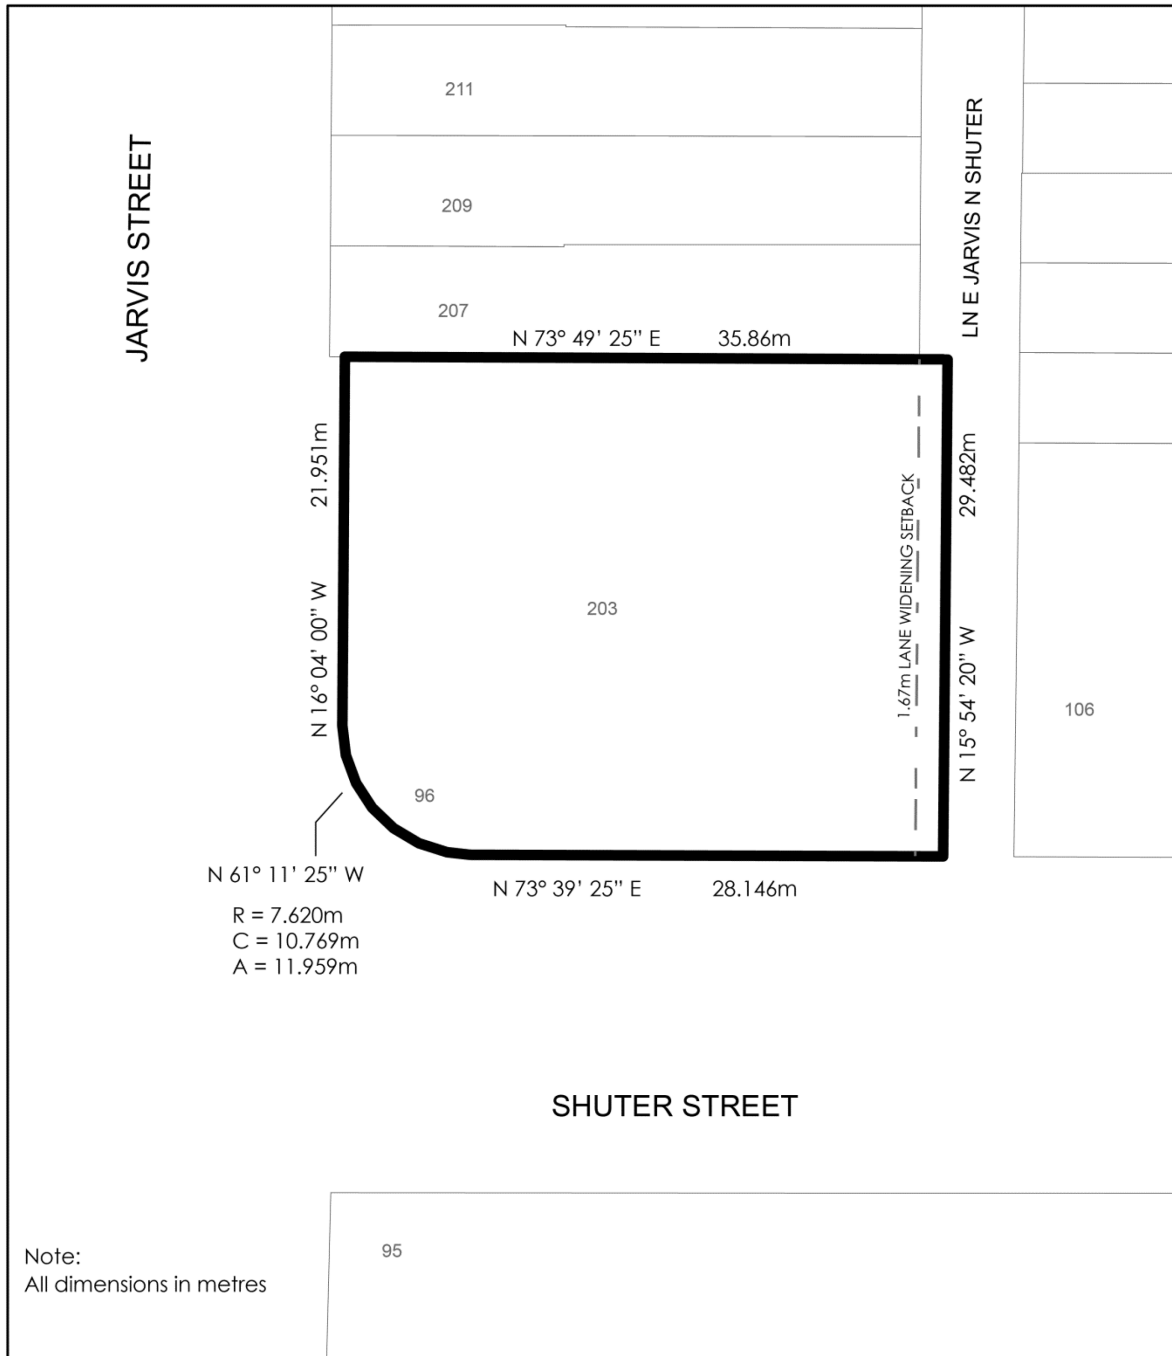 211
JARVIS STREET
LN E JARVIS N SHUTER
209
207
N 73° 49’ 25” E 35.86m
21.951m
N 16° 04’ 00” W
1.67m LANE WIDENING SETBACK
29.482m
N 15° 54’ 20” W
203
106
96
N 61° 11’ 25” W
R = 7.620m
C = 10.769m
A = 11.959m
N 73° 39’ 25” E 28.146m
SHUTER STREET
95
Note:
All dimensions in metres